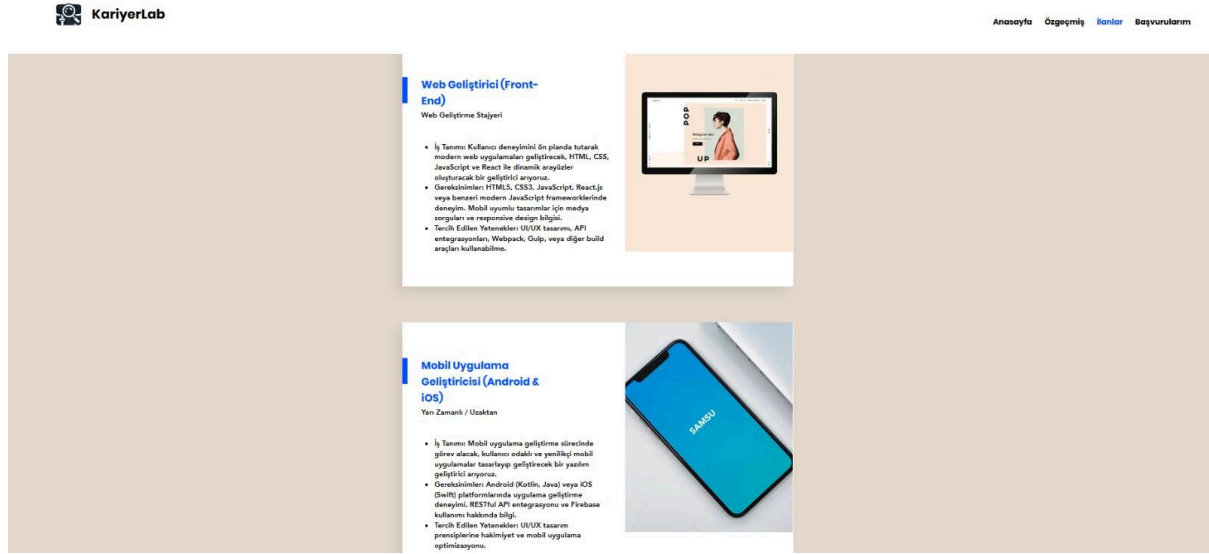 KariyerLab
Anasayfa Özgeçmiş İlanlar Başvurularım
Web Geliştirici (Front-
End)
Web Geliştirme Stajyeri
• İş Tanımı: Kullanıcı deneyimini ön planda tutarak
modern web uygulamaları geliştirecek, HTML, CSS,
JavaScript ve React ile dinamik arayüzler
oluşturacak bir geliştirici arıyoruz.
• Gereksinimler: HTML5, CSS3, JavaScript, React.js
veya benzeri modern JavaScript frameworklerinde
deneyim. Mobil uyumlu tasarımlar için medya
sorguları ve responsive design bilgisi.
• Tercih Edilen Yetenekler: UI/UX tasarımı, API
entegrasyonları, Webpack, Gulp, veya diğer build
araçları kullanabilme.
POP
UP
Mobil Uygulama
Geliştiricisi (Android &
iOS)
Yarı Zamanlı / Uzaktan
• İş Tanımı: Mobil uygulama geliştirme sürecinde
görev alacak, kullanıcı odaklı ve yenilikçi mobil
uygulamalar tasarlayıp geliştirecek bir yazılım
geliştirici arıyoruz.
• Gereksinimler: Android (Kotlin, Java) veya iOS
(Swift) platformlarında uygulama geliştirme
deneyimi. RESTful API entegrasyonu ve Firebase
kullanımı hakkında bilgi.
• Tercih Edilen Yetenekler: UI/UX tasarım
prensiplerine hakimiyet ve mobil uygulama
optimizasyonu.
SAMSU